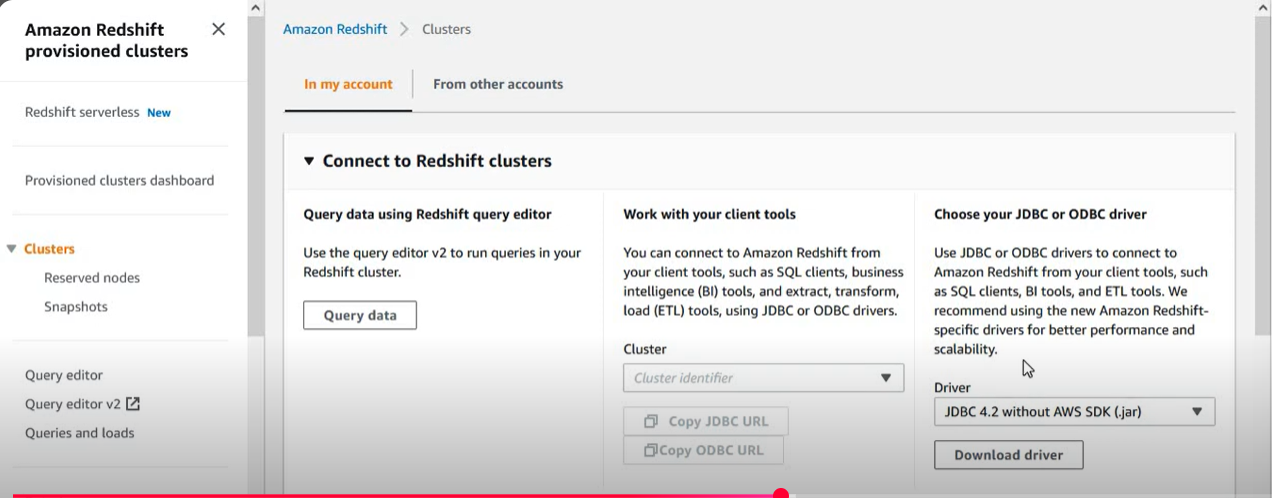 Amazon Redshift
provisioned clusters
Redshift serverless New
Provisioned clusters dashboard
Clusters
Reserved nodes
Snapshots
Query editor
Query editor v2
Queries and loads
Amazon Redshift > Clusters
In my account
From other accounts
Connect to Redshift clusters
Query data using Redshift query editor
Use the query editor v2 to run queries in your
Redshift cluster.
Query data
Work with your client tools
You can connect to Amazon Redshift from
your client tools, such as SQL clients, business
intelligence (BI) tools, and extract, transform,
load (ETL) tools, using JDBC or ODBC drivers.
Cluster
Cluster identifier
Copy JDBC URL
Copy ODBC URL
Choose your JDBC or ODBC driver
Use JDBC or ODBC drivers to connect to
Amazon Redshift from your client tools, such
as SQL clients, BI tools, and ETL tools. We
recommend using the new Amazon Redshift-
specific drivers for better performance and
scalability.
Driver
JDBC 4.2 without AWS SDK (.jar)
Download driver